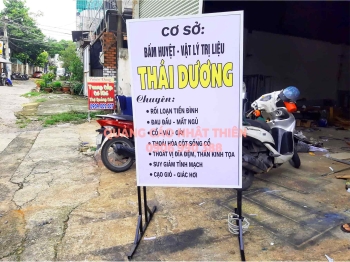 CƠ SỞ:
BẤM HUYỆT - VẬT LÝ TRỊ LIỆU
THÁI DƯƠNG
Chuyên:
• RỐI LOẠN TIỀN ĐÌNH
• ĐAU ĐẦU - MẤT NGỦ
• CỔ - VAI - GÁY
• THOÁI HÓA CỘT SỐNG CỔ
• THOÁT VỊ ĐĨA ĐỆM, THẦN KINH TỌA
• SUY GIÃM TĨNH MẠCH
• CẠO GIÓ - GIÁC HƠI